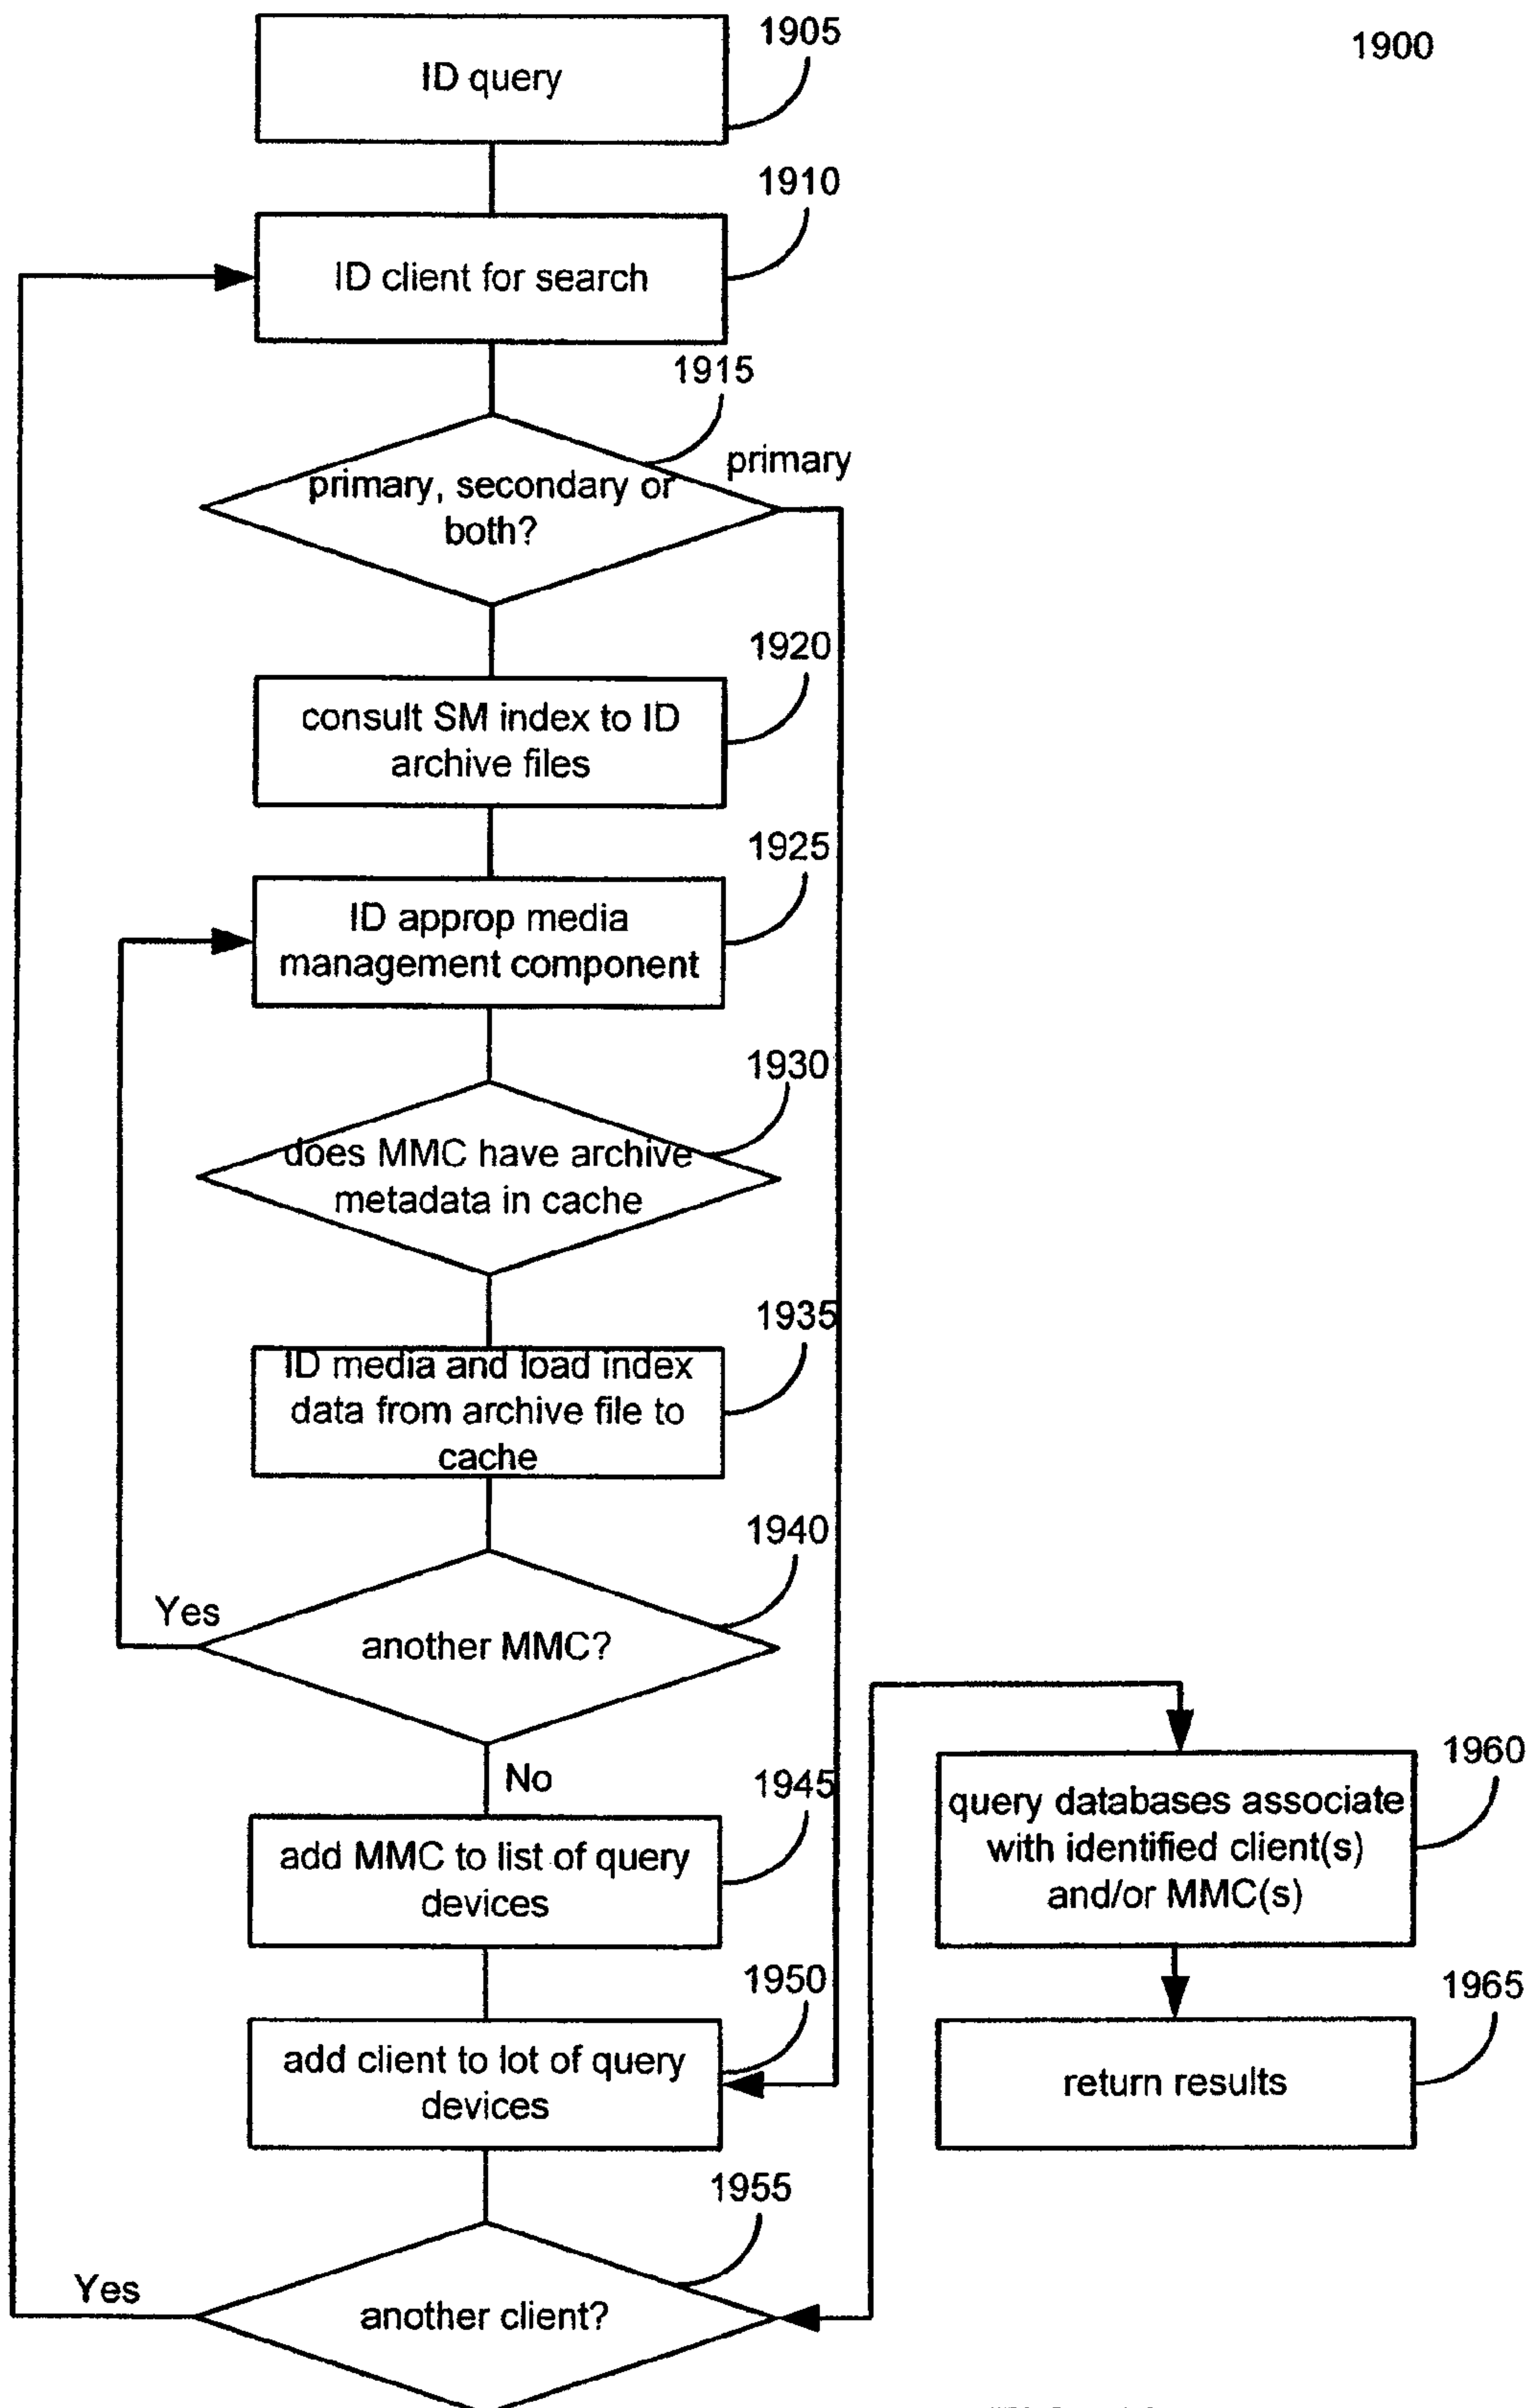 1900
1905
ID query
1910
ID client for search
1915
primary
primary, secondary or
both?
1920
consult SM index to ID
archive files
1925
ID approp media
management component
1930
does MMC have archive
metadata in cache
1935
ID media and load index
data from archive file to
cache
1940
Yes
another MMC?
No
1945
add MMC to list of query
devices
1950
add client to lot of query
devices
1955
Yes
another client?
1960
query databases associate
with identified client(s)
and/or MMC(s)
1965
return results